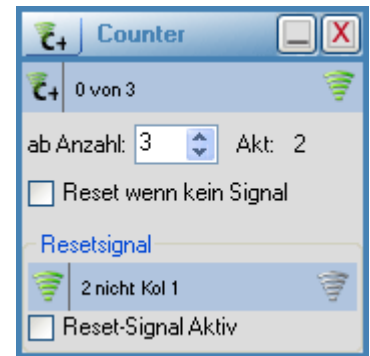 C+ Counter
C+ 0 von 3
ab Anzahl: 3 Akt: 2
Reset wenn kein Signal
Resetsignal
2 nicht Kol 1
Reset-Signal Aktiv